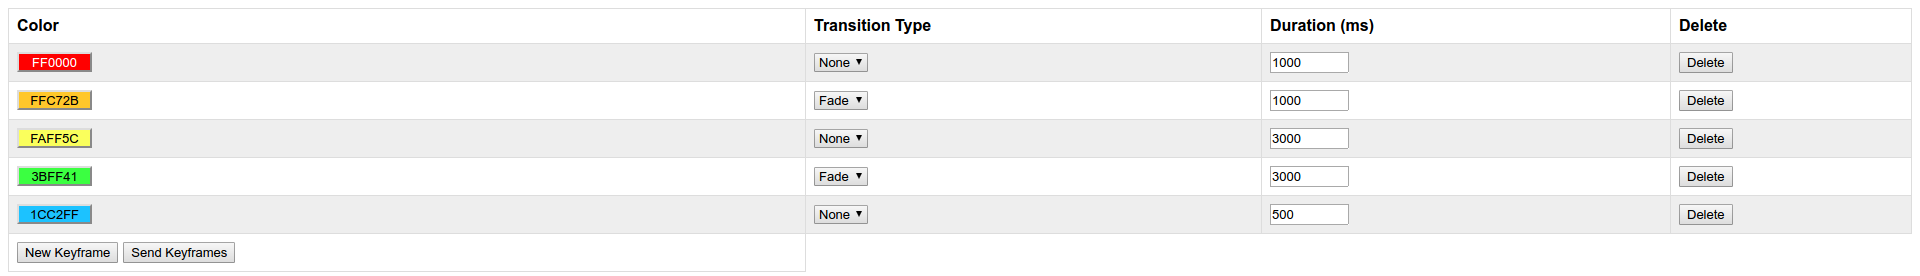 Color Transition Type Duration (ms) Delete
FF0000 None 1000 Delete
FFC72B Fade 1000 Delete
FAFF5C None 3000 Delete
3BFF41 Fade 3000 Delete
1CC2FF None 500 Delete
New Keyframe Send Keyframes